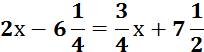 2x − 6 1/4 = 3/4 x + 7 1/2